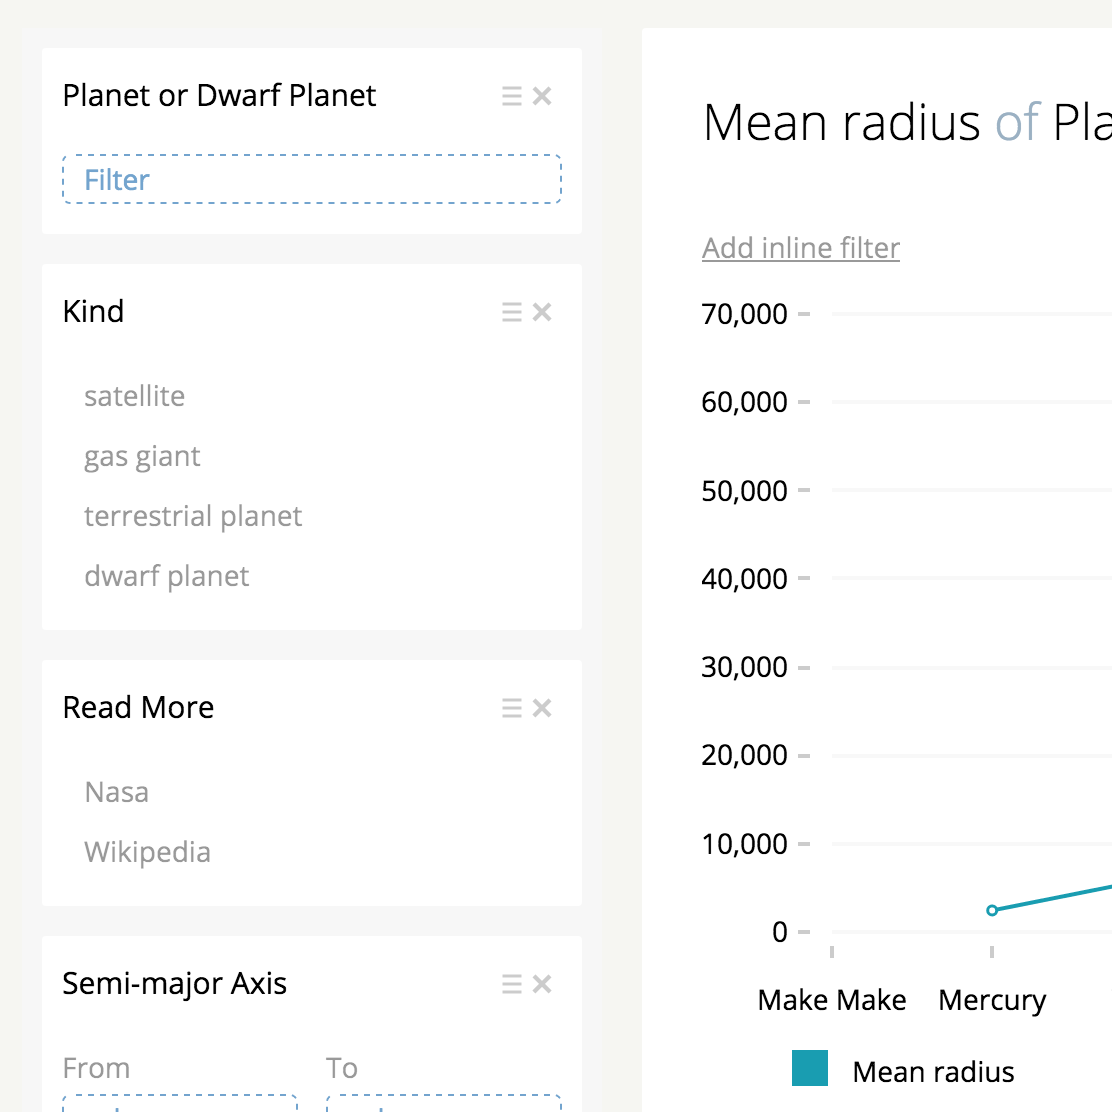 Planet or Dwarf Planet
Filter
Kind
satellite
gas giant
terrestrial planet
dwarf planet
Read More
Nasa
Wikipedia
Semi-major Axis
From To
Mean radius of Pla
Add inline filter
70,000
60,000
50,000
40,000
30,000
20,000
10,000
0
Make Make Mercury
Mean radius